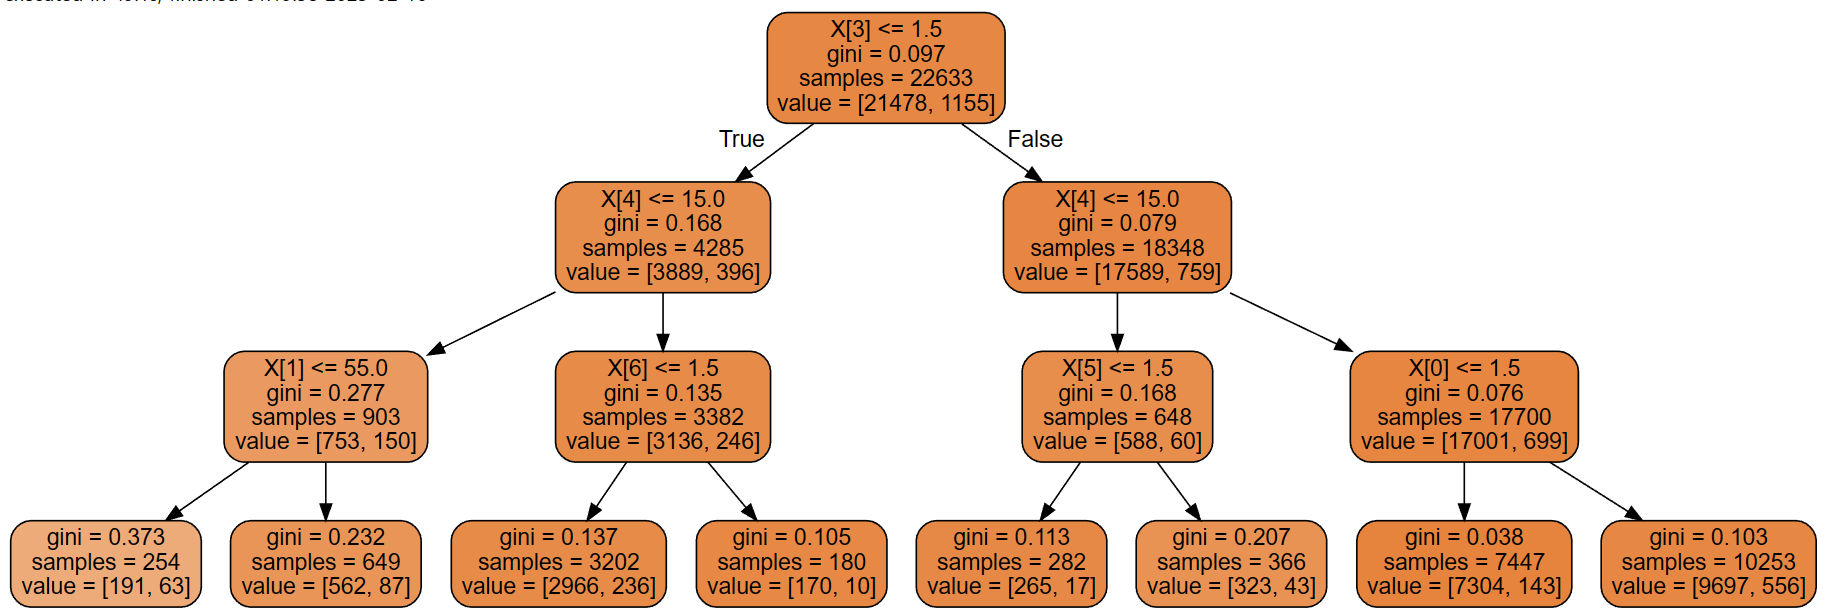 X[3] <= 1.5
gini = 0.097
samples = 22633
value = [21478, 1155]
True
False
X[4] <= 15.0
gini = 0.168
samples = 4285
value = [3889, 396]
X[4] <= 15.0
gini = 0.079
samples = 18348
value = [17589, 759]
X[1] <= 55.0
gini = 0.277
samples = 903
value = [753, 150]
X[6] <= 1.5
gini = 0.135
samples = 3382
value = [3136, 246]
X[5] <= 1.5
gini = 0.168
samples = 648
value = [588, 60]
X[0] <= 1.5
gini = 0.076
samples = 17700
value = [17001, 699]
gini = 0.373
samples = 254
value = [191, 63]
gini = 0.232
samples = 649
value = [562, 87]
gini = 0.137
samples = 3202
value = [2966, 236]
gini = 0.105
samples = 180
value = [170, 10]
gini = 0.113
samples = 282
value = [265, 17]
gini = 0.207
samples = 366
value = [323, 43]
gini = 0.038
samples = 7447
value = [7304, 143]
gini = 0.103
samples = 10253
value = [9697, 556]